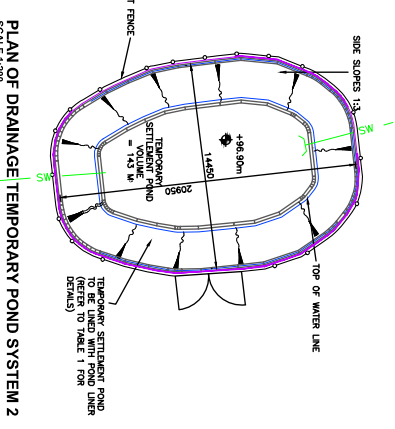 T FENCE
SIDE SLOPES 1:3
SW
+96.90m
TEMPORARY
SETTLEMENT POND
VOLUME
= 143 M³
14450
20950
SW
TOP OF WATER LINE
TEMPORARY SETTLEMENT POND
TO BE LINED WITH POND LINER
(REFER TO TABLE 1 FOR
DETAILS)
PLAN OF DRAINAGE TEMPORARY POND SYSTEM 2